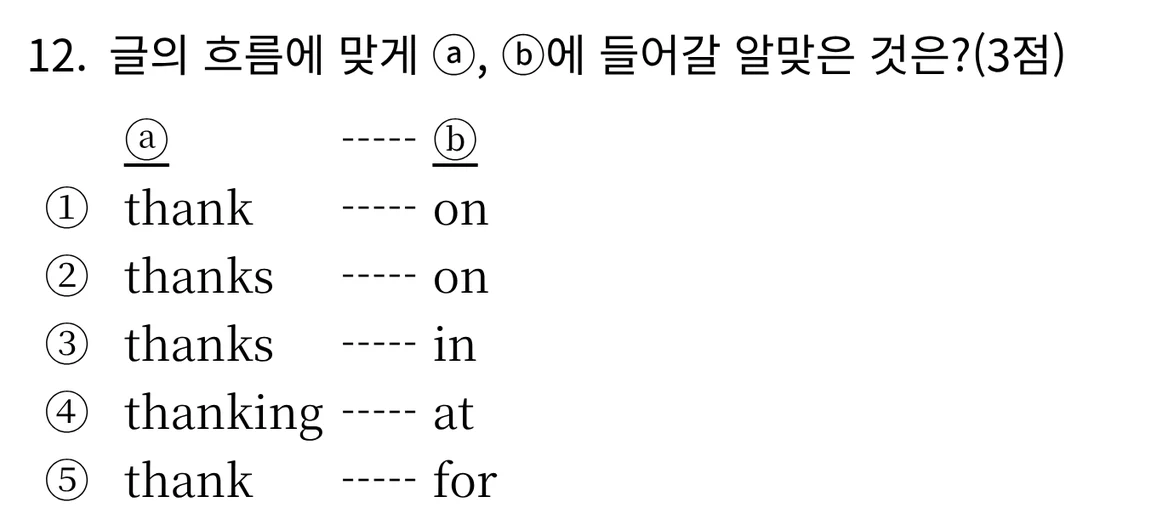 12. 글의 흐름에 맞게 ⓐ, ⓑ에 들어갈 알맞은 것은?(3점)
ⓐ ----- ⓑ
① thank ----- on
② thanks ----- on
③ thanks ----- in
④ thanking ----- at
⑤ thank ----- for